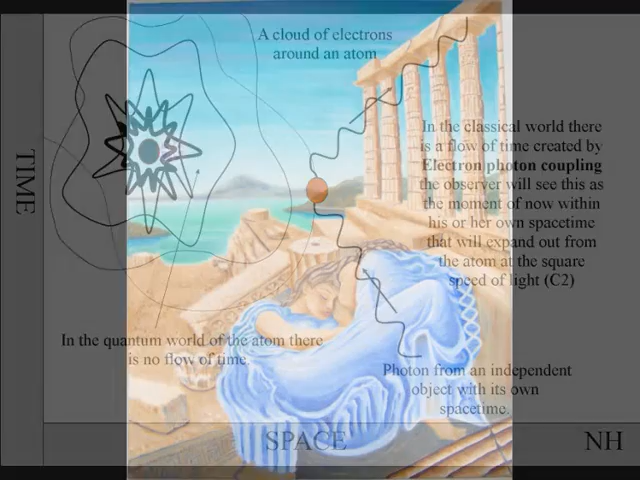 A cloud of electrons
around an atom
In the classical world there
is a flow of time created by
Electron photon coupling
the observer will see this as
the moment of now within
his or her own spacetime
that will expand out from
the atom at the square
speed of light (C2)
TIME
In the quantum world of the atom there
is no flow of time.
Photon from an independent
object with its own
spacetime.
SPACE
NH